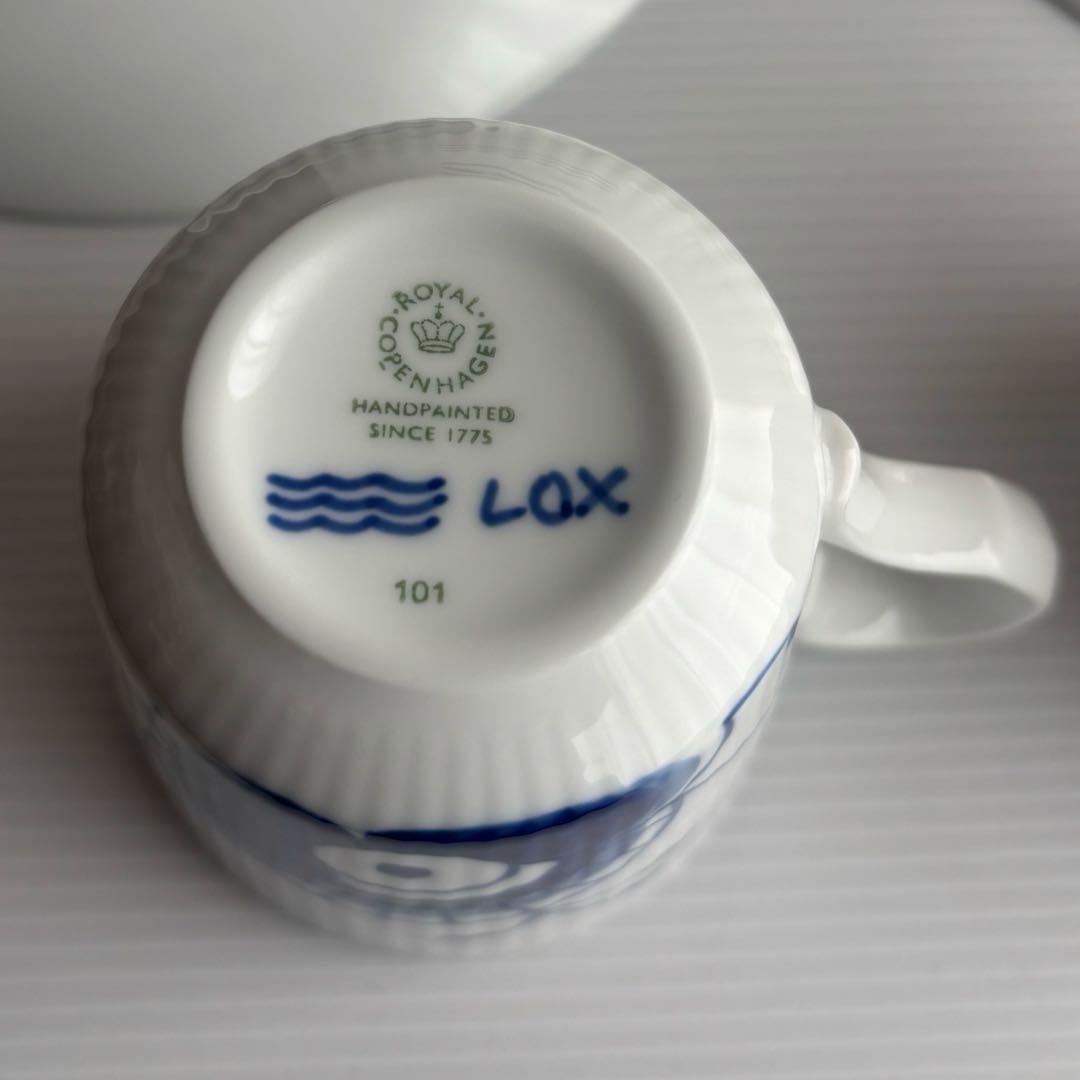 ROYAL COPENHAGEN
HANDPAINTED
SINCE 1775
LOX
101